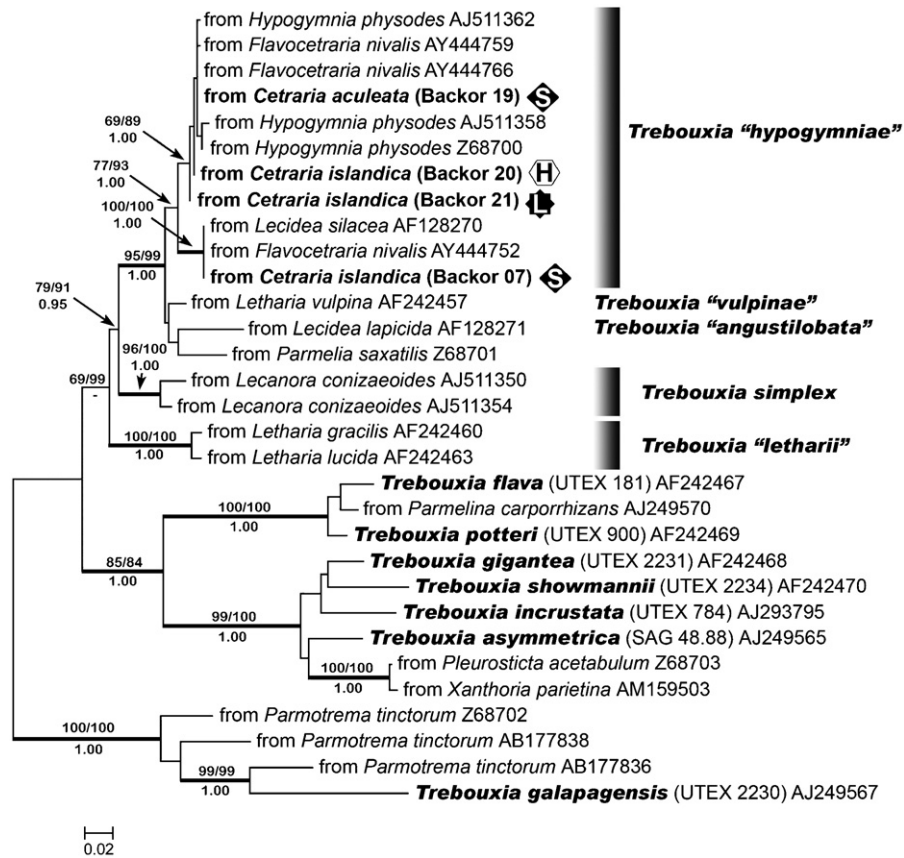 from Hypogymnia physodes AJ511362
from Flavocetraria nivalis AY444759
from Flavocetraria nivalis AY444766
from Cetraria aculeata (Backor 19) S
69/89
1.00
from Hypogymnia physodes AJ511358
Trebouxia “hypogymniae”
from Hypogymnia physodes Z68700
77/93
1.00
from Cetraria islandica (Backor 20) H
from Cetraria islandica (Backor 21) L
100/100
1.00
from Lecidea silacea AF128270
from Flavocetraria nivalis AY444752
95/99
1.00
from Cetraria islandica (Backor 07) S
79/91
0.95
from Letharia vulpina AF242457 Trebouxia “vulpinae”
from Lecidea lapicida AF128271 Trebouxia “angustilobata”
96/100
1.00
from Parmelia saxatilis Z68701
69/99
-
from Lecanora conizaeoides AJ511350
Trebouxia simplex
from Lecanora conizaeoides AJ511354
100/100
1.00
from Letharia gracilis AF242460
Trebouxia “letharii”
from Letharia lucida AF242463
Trebouxia flava (UTEX 181) AF242467
100/100
1.00
from Parmelina carporrhizans AJ249570
Trebouxia potteri (UTEX 900) AF242469
85/84
1.00
Trebouxia gigantea (UTEX 2231) AF242468
Trebouxia showmannii (UTEX 2234) AF242470
99/100
1.00
Trebouxia incrustata (UTEX 784) AJ293795
Trebouxia asymmetrica (SAG 48.88) AJ249565
100/100
1.00
from Pleurosticta acetabulum Z68703
from Xanthoria parietina AM159503
100/100
1.00
from Parmotrema tinctorum Z68702
from Parmotrema tinctorum AB177838
99/99
1.00
from Parmotrema tinctorum AB177836
Trebouxia galapagensis (UTEX 2230) AJ249567
0.02